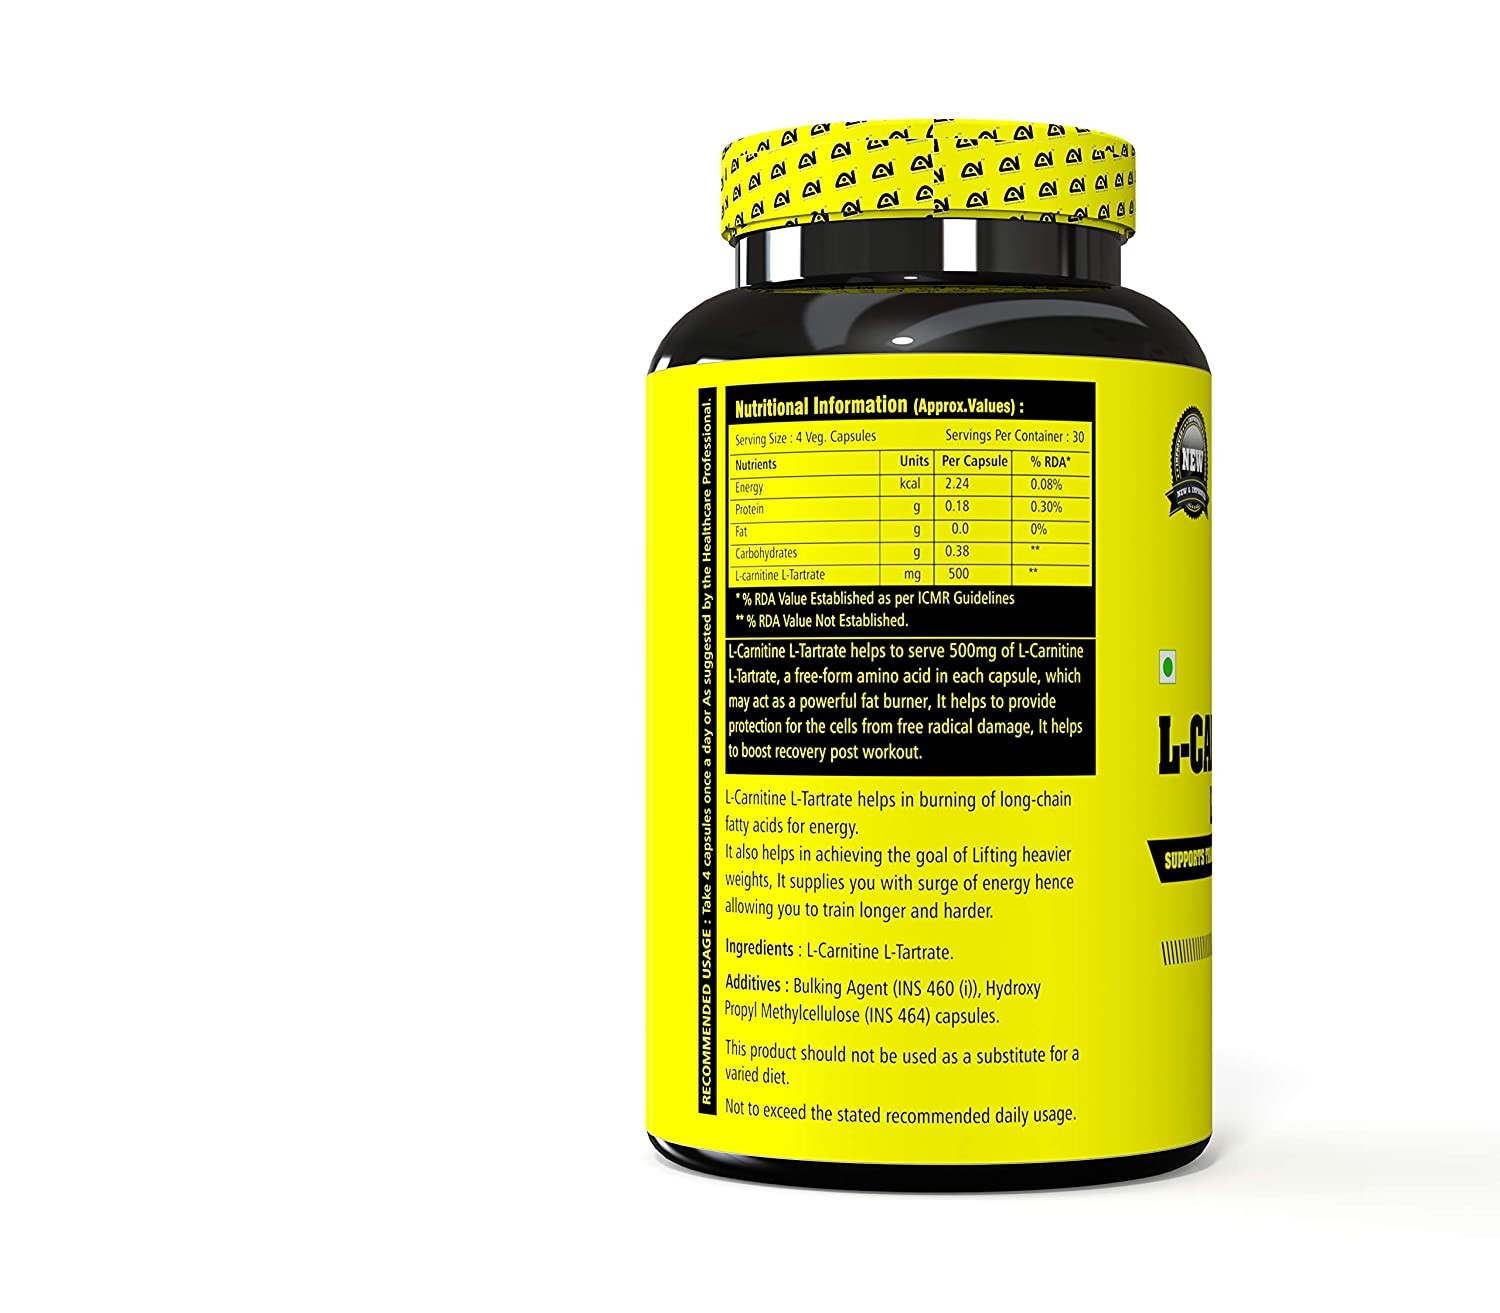 RECOMMENDED USAGE : Take 4 capsules once a day or As suggested by the Healthcare Professional.
Nutritional Information (Approx.Values) :
Serving Size : 4 Veg. Capsules Servings Per Container : 30
Nutrients Units Per Capsule % RDA*
Energy kcal 2.24 0.08%
Protein g 0.18 0.30%
Fat g 0.0 0%
Carbohydrates g 0.38 **
L-carnitine L-Tartrate mg 500 **
* % RDA Value Established as per ICMR Guidelines
** % RDA Value Not Established.
L-Carnitine L-Tartrate helps to serve 500mg of L-Carnitine
L-Tartrate, a free-form amino acid in each capsule, which
may act as a powerful fat burner, It helps to provide
protection for the cells from free radical damage, It helps
to boost recovery post workout.
L-Carnitine L-Tartrate helps in burning of long-chain
fatty acids for energy.
It also helps in achieving the goal of Lifting heavier
weights, It supplies you with surge of energy hence
allowing you to train longer and harder.
Ingredients : L-Carnitine L-Tartrate.
Additives : Bulking Agent (INS 460 (i)), Hydroxy
Propyl Methylcellulose (INS 464) capsules.
This product should not be used as a substitute for a
varied diet.
Not to exceed the stated recommended daily usage.
NEW
L-CA
SUPPORTS